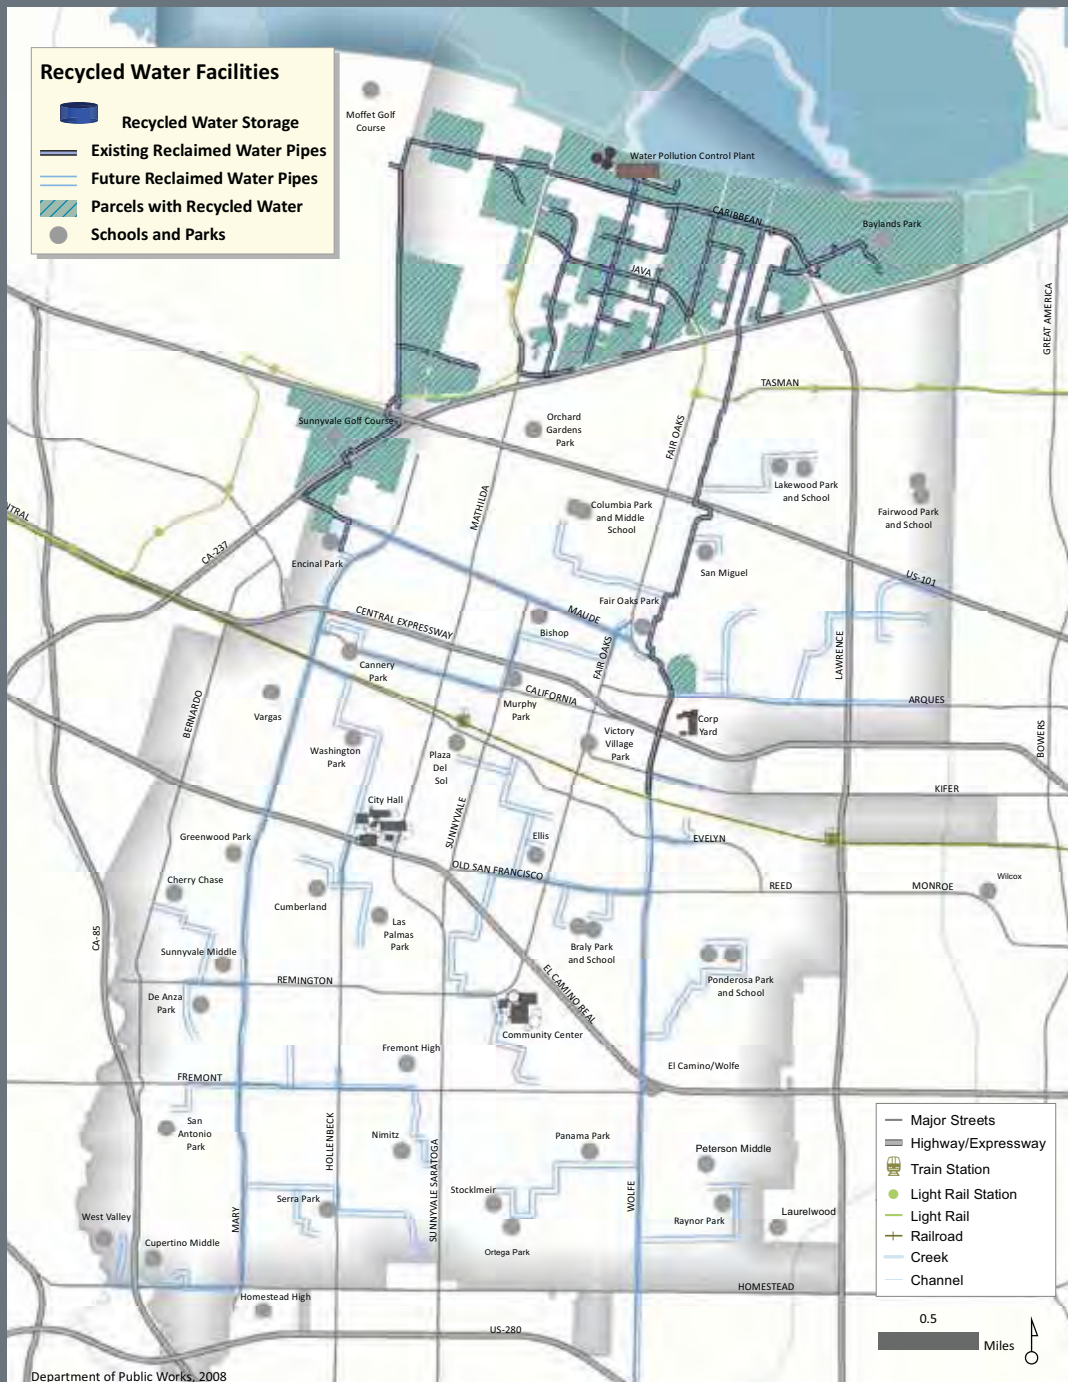 Recycled Water Facilities
Recycled Water Storage
Existing Reclaimed Water Pipes
Future Reclaimed Water Pipes
Parcels with Recycled Water
Schools and Parks
Moffet Golf
Course
Water Pollution Control Plant
CARIBBEAN
Baylands Park
JAVA
GREAT AMERICA
TASMAN
Sunnyvale Golf Course
Orchard
Gardens
Park
FAIR OAKS
MATHILDA
Lakewood Park
and School
Columbia Park
and Middle
School
Fairwood Park
and School
NTRAL
CA-237
Encinal Park
San Miguel
US-101
Fair Oaks Park
MAUDE
CENTRAL EXPRESSWAY
Bishop
FAIR OAKS
LAWRENCE
Cannery
Park
BERNARDO
Vargas
Murphy
Park
CALIFORNIA
ARQUES
Corp
Yard
Victory
Village
Park
Washington
Park
Plaza
Del
Sol
BOWERS
KIFER
City Hall
SUNNYVALE
Greenwood Park
Ellis
EVELYN
OLD SAN FRANCISCO
Cherry Chase
REED
MONROE
Wilcox
Cumberland
Las
Palmas
Park
CA-85
Braly Park
and School
Sunnyvale Middle
REMINGTON
EL CAMINO REAL
Ponderosa Park
and School
De Anza
Park
Community Center
Fremont High
El Camino/Wolfe
FREMONT
San
Antonio
Park
HOLLENBECK
Nimitz
SUNNYVALE SARATOGA
Panama Park
Peterson Middle
Stocklmeir
Serra Park
WOLFE
MARY
Raynor Park
Laurelwood
West Valley
Cupertino Middle
Ortega Park
HOMESTEAD
Homestead High
US-280
Major Streets
Highway/Expressway
Train Station
Light Rail Station
Light Rail
Railroad
Creek
Channel
0.5
Miles
Department of Public Works, 2008